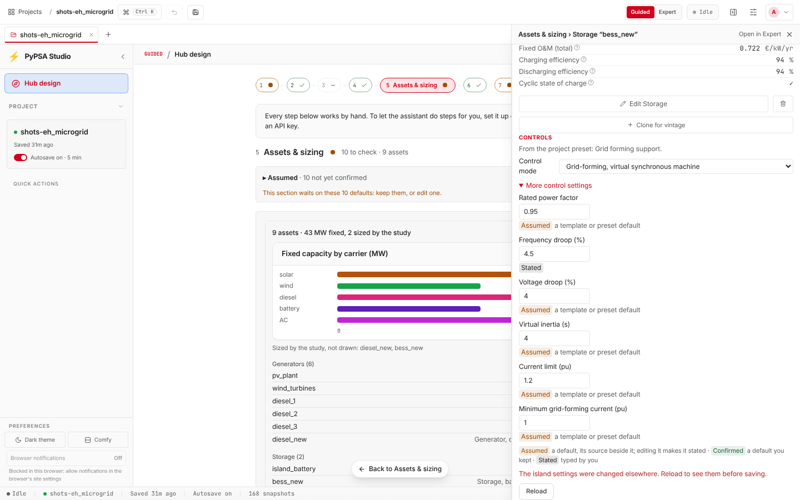 Projects / shots-eh_microgrid ⌘ Ctrl K
Guided Expert Idle A
shots-eh_microgrid × +
PyPSA Studio
Hub design
PROJECT
shots-eh_microgrid
Saved 31m ago
Autosave on · 5 min
QUICK ACTIONS
PREFERENCES
Dark theme Comfy
Browser notifications Off
Blocked in this browser: allow notifications in the
browser's site settings
GUIDED Hub design
1 2 ✓ 3 – 4 ✓ 5 Assets & sizing 6 ✓ 7
Every step below works by hand. To let the assistant do steps for you, set it up
an API key.
5 Assets & sizing 10 to check · 9 assets
▸ Assumed · 10 not yet confirmed
This section waits on these 10 defaults: keep them, or edit one.
9 assets · 43 MW fixed, 2 sized by the study
Fixed capacity by carrier (MW)
solar
wind
diesel
battery
AC
0
Sized by the study, not drawn: diesel_new, bess_new
Generators (6)
pv_plant
wind_turbines
diesel_1
diesel_2
diesel_3
diesel_new Generator,
Storage (2)
island_battery
bess_new Storage,
← Back to Assets & sizing
Assets & sizing › Storage "bess_new" Open in Expert ×
Fixed O&M (total) ? 0.722 €/kW/yr
Charging efficiency ? 94 %
Discharging efficiency ? 94 %
Cyclic state of charge ? ✓
Edit Storage
+ Clone for vintage
CONTROLS
From the project preset: Grid-forming support.
Control
mode
Grid-forming, virtual synchronous machine
▾ More control settings
Rated power factor
0.95
Assumed a template or preset default
Frequency droop (%)
4.5
Stated
Voltage droop (%)
4
Assumed a template or preset default
Virtual inertia (s)
4
Assumed a template or preset default
Current limit (pu)
1.2
Assumed a template or preset default
Minimum grid-forming current (pu)
1
Assumed a template or preset default
Assumed a default, its source beside it; editing it makes it stated · Confirmed a default you
kept · Stated typed by you
The island settings were changed elsewhere. Reload to see them before saving.
Reload
Idle shots-eh_microgrid Saved 31m ago Autosave on 168 snapshots